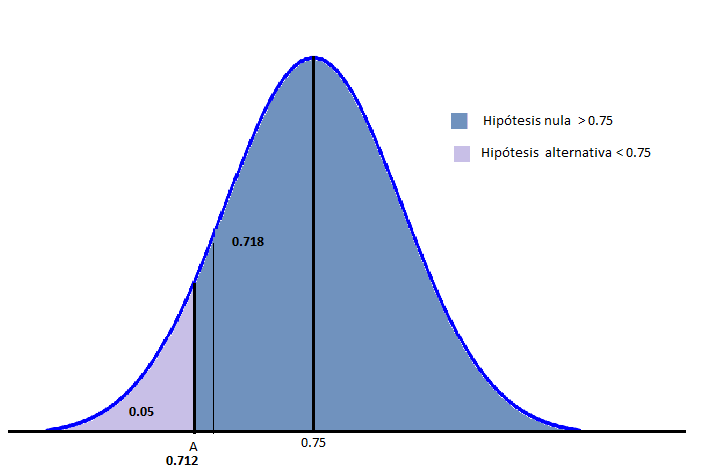 Hipótesis nula > 0.75
Hipótesis alternativa < 0.75
0.718
0.05
A
0.712
0.75